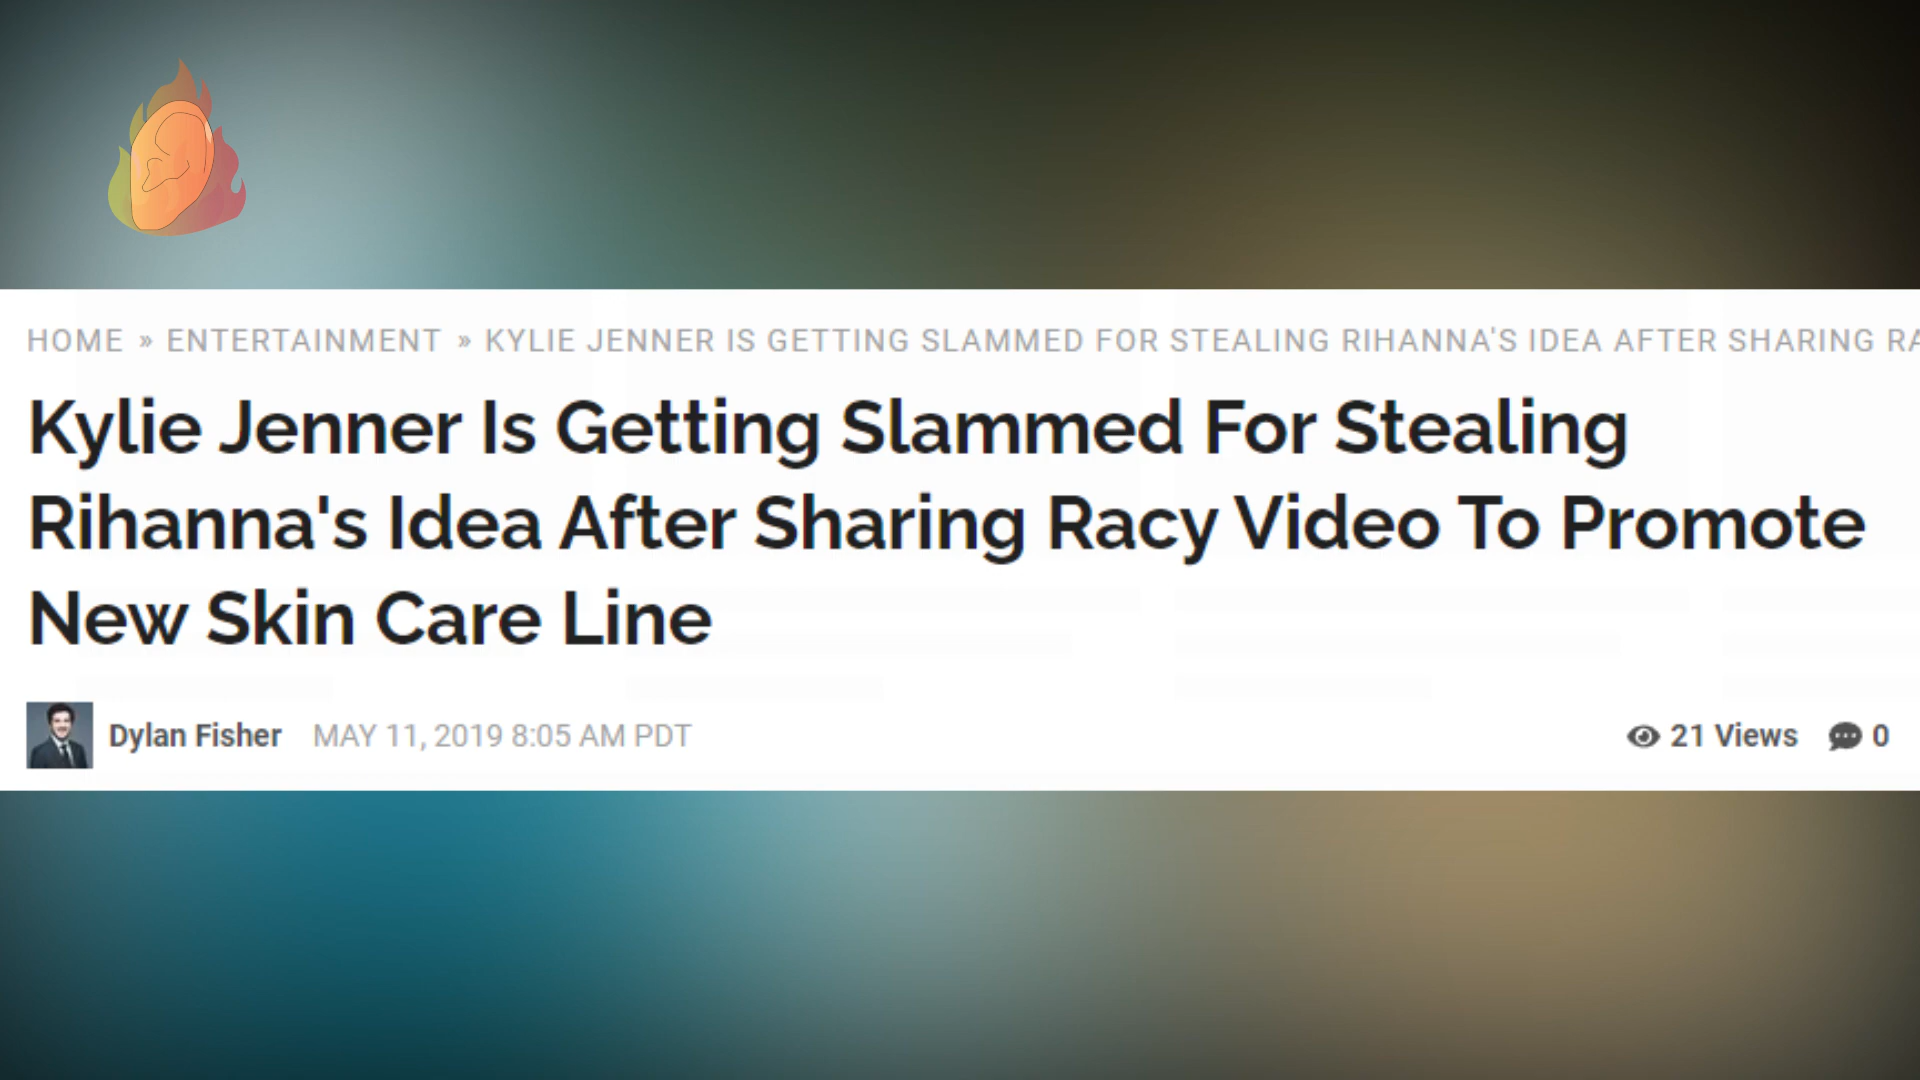 HOME » ENTERTAINMENT » KYLIE JENNER IS GETTING SLAMMED FOR STEALING RIHANNA'S IDEA AFTER SHARING RA
Kylie Jenner Is Getting Slammed For Stealing
Rihanna's Idea After Sharing Racy Video To Promote
New Skin Care Line
Dylan Fisher MAY 11, 2019 8:05 AM PDT 21 Views 0